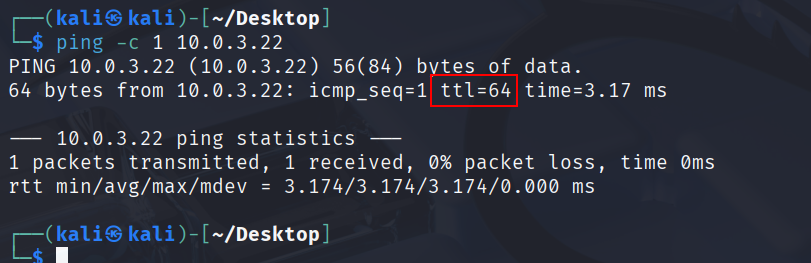 ┌──(kali㉿kali)-[~/Desktop]
└─$ ping -c 1 10.0.3.22
PING 10.0.3.22 (10.0.3.22) 56(84) bytes of data.
64 bytes from 10.0.3.22: icmp_seq=1 ttl=64 time=3.17 ms
--- 10.0.3.22 ping statistics ---
1 packets transmitted, 1 received, 0% packet loss, time 0ms
rtt min/avg/max/mdev = 3.174/3.174/3.174/0.000 ms
┌──(kali㉿kali)-[~/Desktop]
└─$